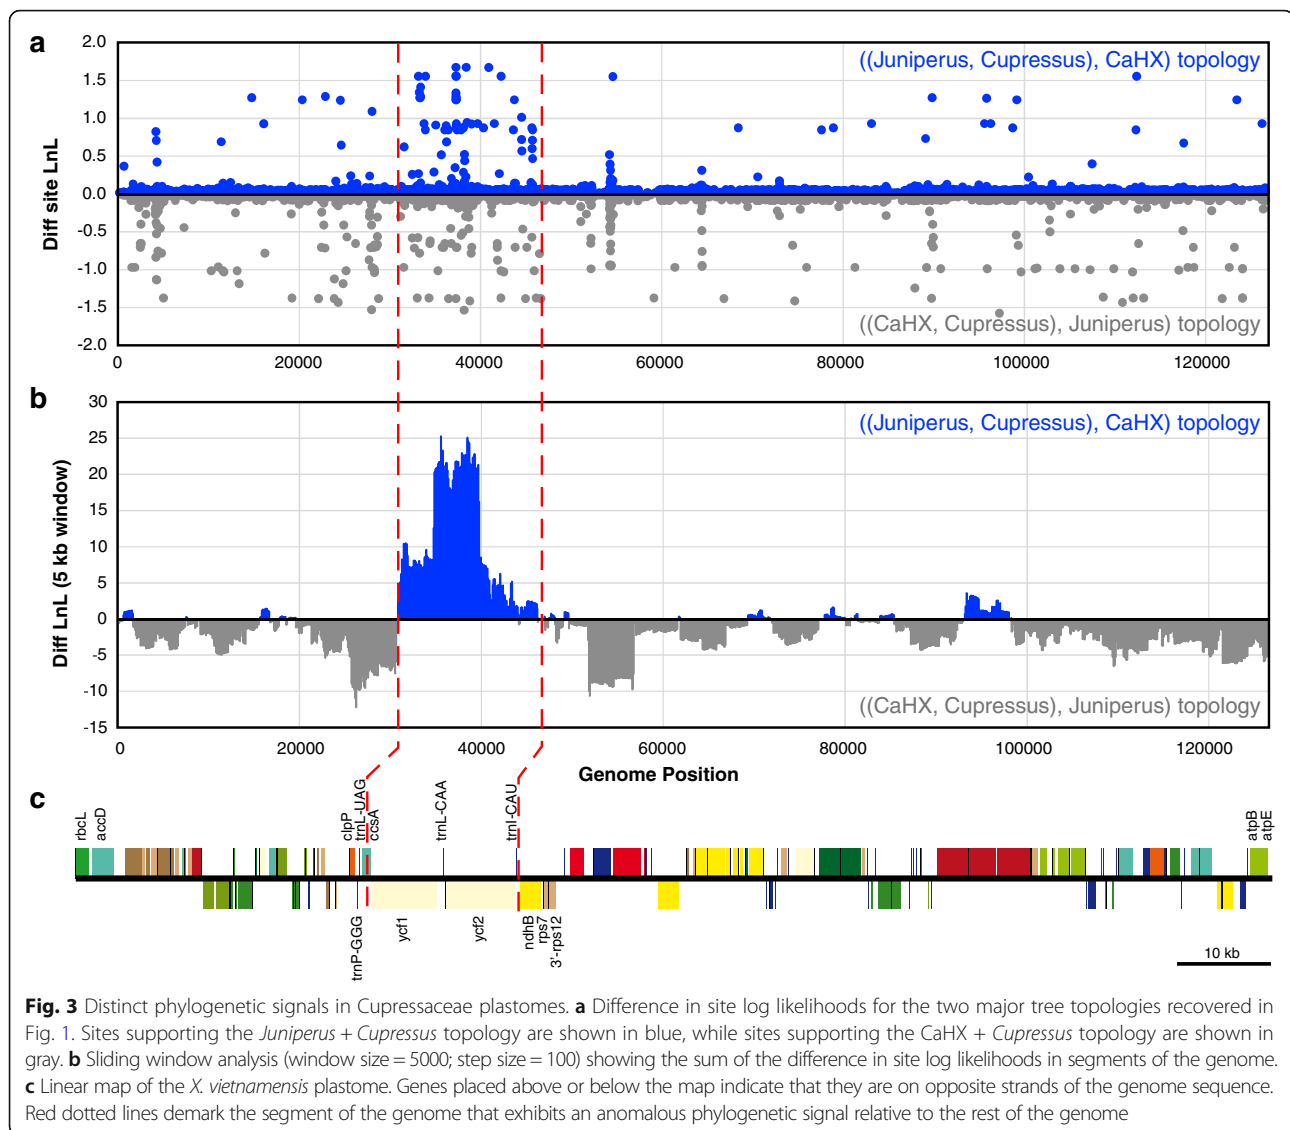 a
2.0
((Juniperus, Cupressus), CaHX) topology
1.5
1.0
0.5
0.0
-0.5
-1.0
-1.5
-2.0
Diff site LnL
((CaHX, Cupressus), Juniperus) topology
0 20000 40000 60000 80000 100000 120000
b
30
((Juniperus, Cupressus), CaHX) topology
25
20
15
10
5
0
-5
-10
-15
Diff LnL (5 kb window)
((CaHX, Cupressus), Juniperus) topology
0 20000 40000 60000 80000 100000 120000
Genome Position
c
rbcL accD clpP trnL-UAG ccsA trnL-CAA trnI-CAU atpB atpE
trnP-GGG ycf1 ycf2 ndhB rps7 3'-rps12
10 kb
Fig. 3 Distinct phylogenetic signals in Cupressaceae plastomes. a Difference in site log likelihoods for the two major tree topologies recovered in
Fig. 1. Sites supporting the Juniperus + Cupressus topology are shown in blue, while sites supporting the CaHX + Cupressus topology are shown in
gray. b Sliding window analysis (window size = 5000; step size = 100) showing the sum of the difference in site log likelihoods in segments of the genome.
c Linear map of the X. vietnamensis plastome. Genes placed above or below the map indicate that they are on opposite strands of the genome sequence.
Red dotted lines demark the segment of the genome that exhibits an anomalous phylogenetic signal relative to the rest of the genome